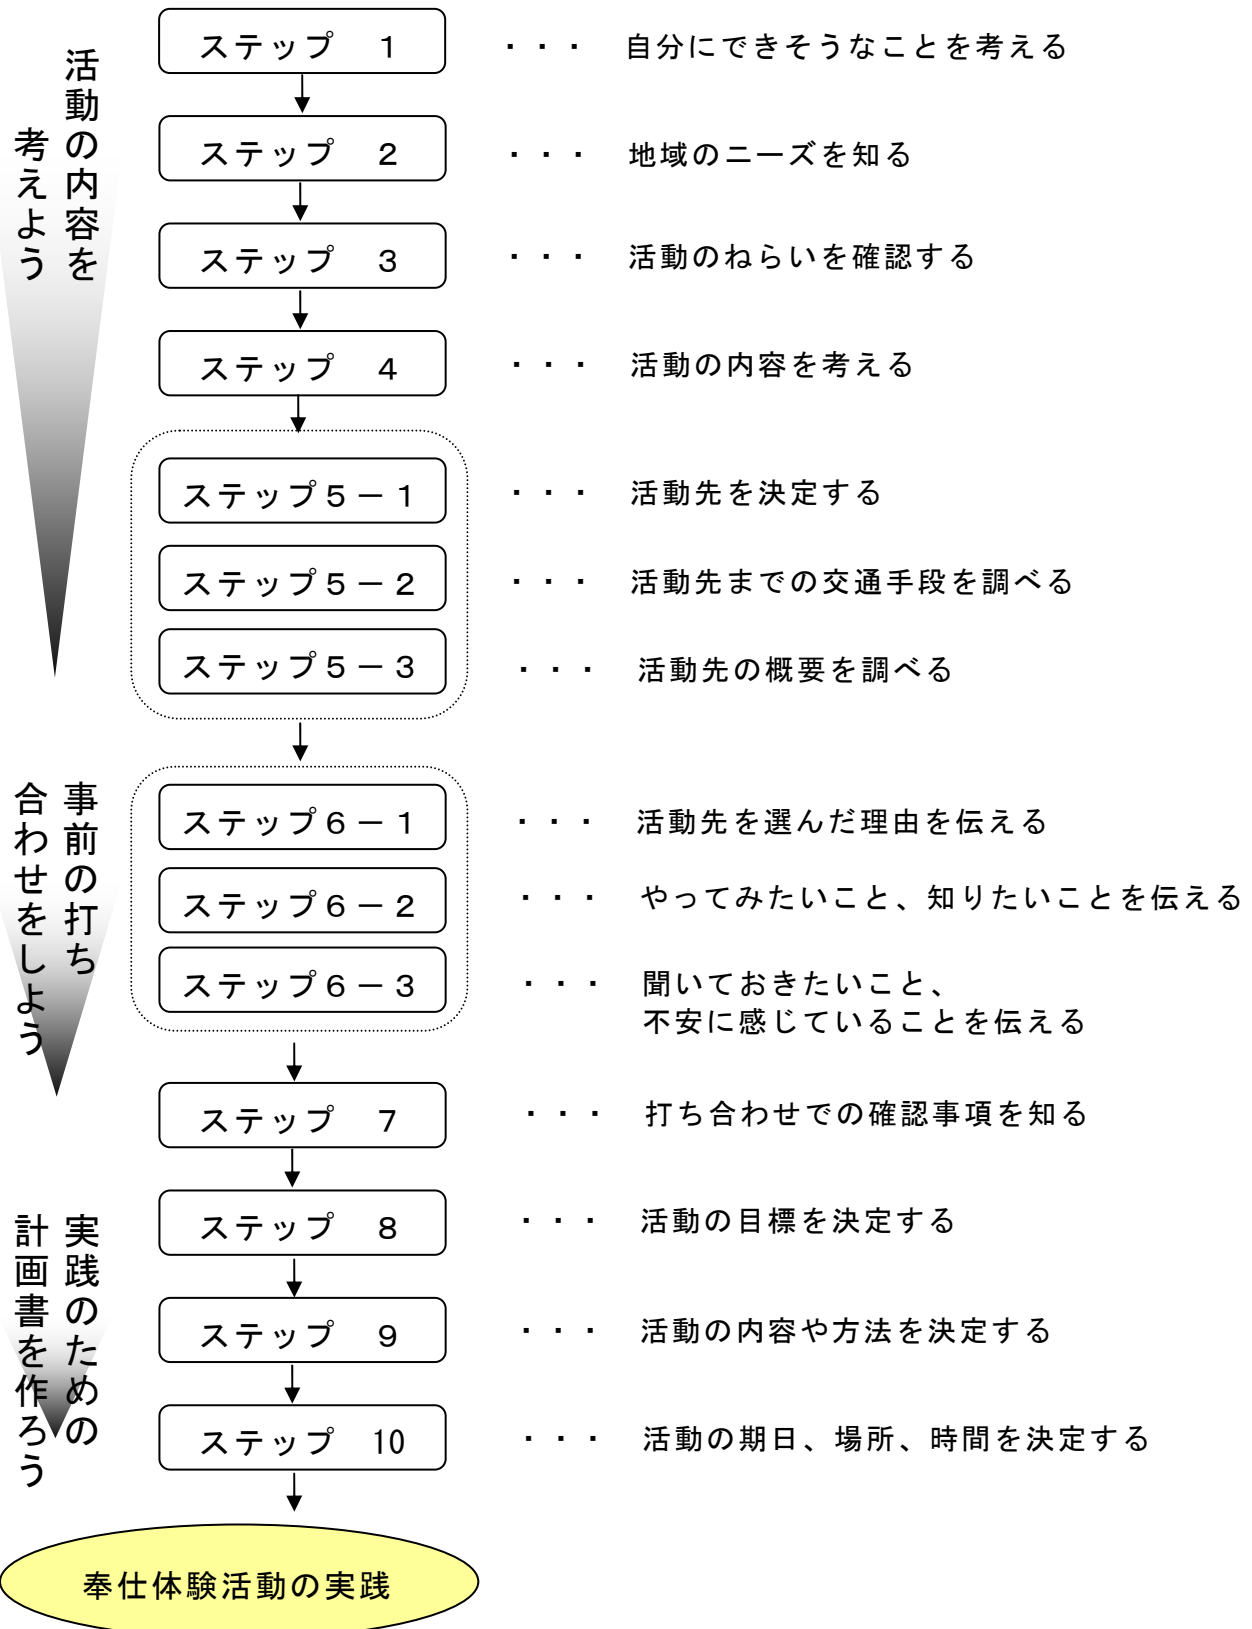 活動の内容を
考えよう
ステップ　1　・・・　自分にできそうなことを考える
ステップ　2　・・・　地域のニーズを知る
ステップ　3　・・・　活動のねらいを確認する
ステップ　4　・・・　活動の内容を考える
ステップ5－1　・・・　活動先を決定する
ステップ5－2　・・・　活動先までの交通手段を調べる
ステップ5－3　・・・　活動先の概要を調べる
事前の打ち
合わせをしよう
ステップ6－1　・・・　活動先を選んだ理由を伝える
ステップ6－2　・・・　やってみたいこと、知りたいことを伝える
ステップ6－3　・・・　聞いておきたいこと、
不安に感じていることを伝える
ステップ　7　・・・　打ち合わせでの確認事項を知る
実践のための
計画書を作ろう
ステップ　8　・・・　活動の目標を決定する
ステップ　9　・・・　活動の内容や方法を決定する
ステップ　10　・・・　活動の期日、場所、時間を決定する
奉仕体験活動の実践